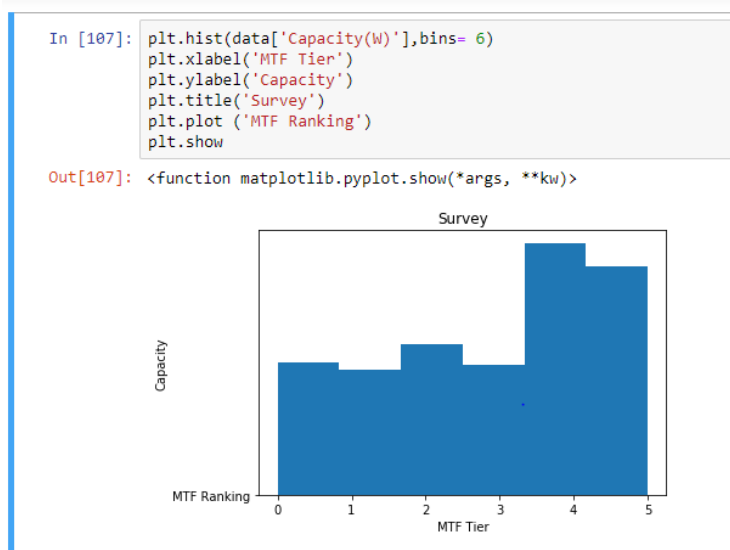 In [107]: plt.hist(data['Capacity(W)'],bins= 6)
plt.xlabel('MTF Tier')
plt.ylabel('Capacity')
plt.title('Survey')
plt.plot ('MTF Ranking')
plt.show
Out[107]: <function matplotlib.pyplot.show(*args, **kw)>
Survey
Capacity
MTF Ranking
0 1 2 3 4 5
MTF Tier